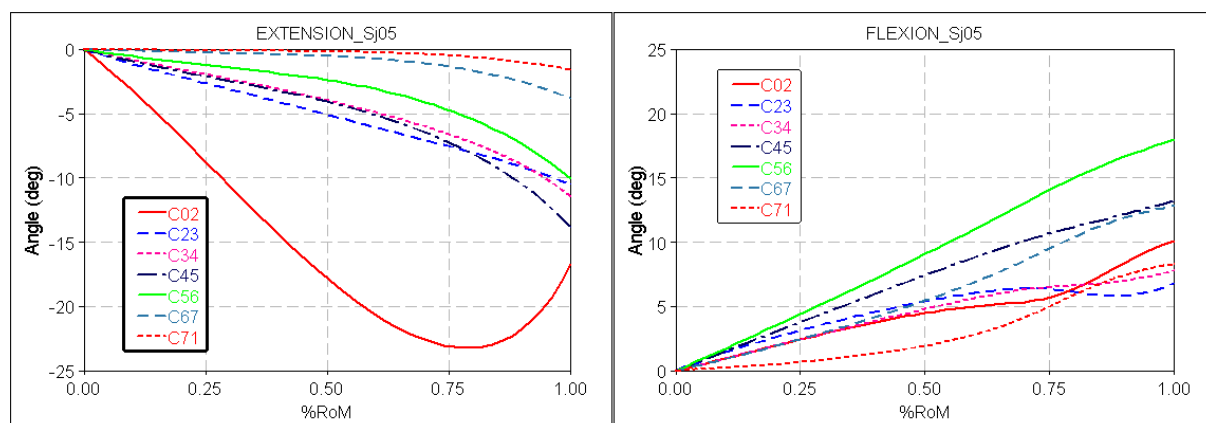 EXTENSION_Sj05
0
-5
-10
-15
-20
-25
Angle (deg)
C02
C23
C34
C45
C56
C67
C71
0.00 0.25 0.50 0.75 1.00
%RoM
FLEXION_Sj05
25
20
15
10
5
0
Angle (deg)
C02
C23
C34
C45
C56
C67
C71
0.00 0.25 0.50 0.75 1.00
%RoM